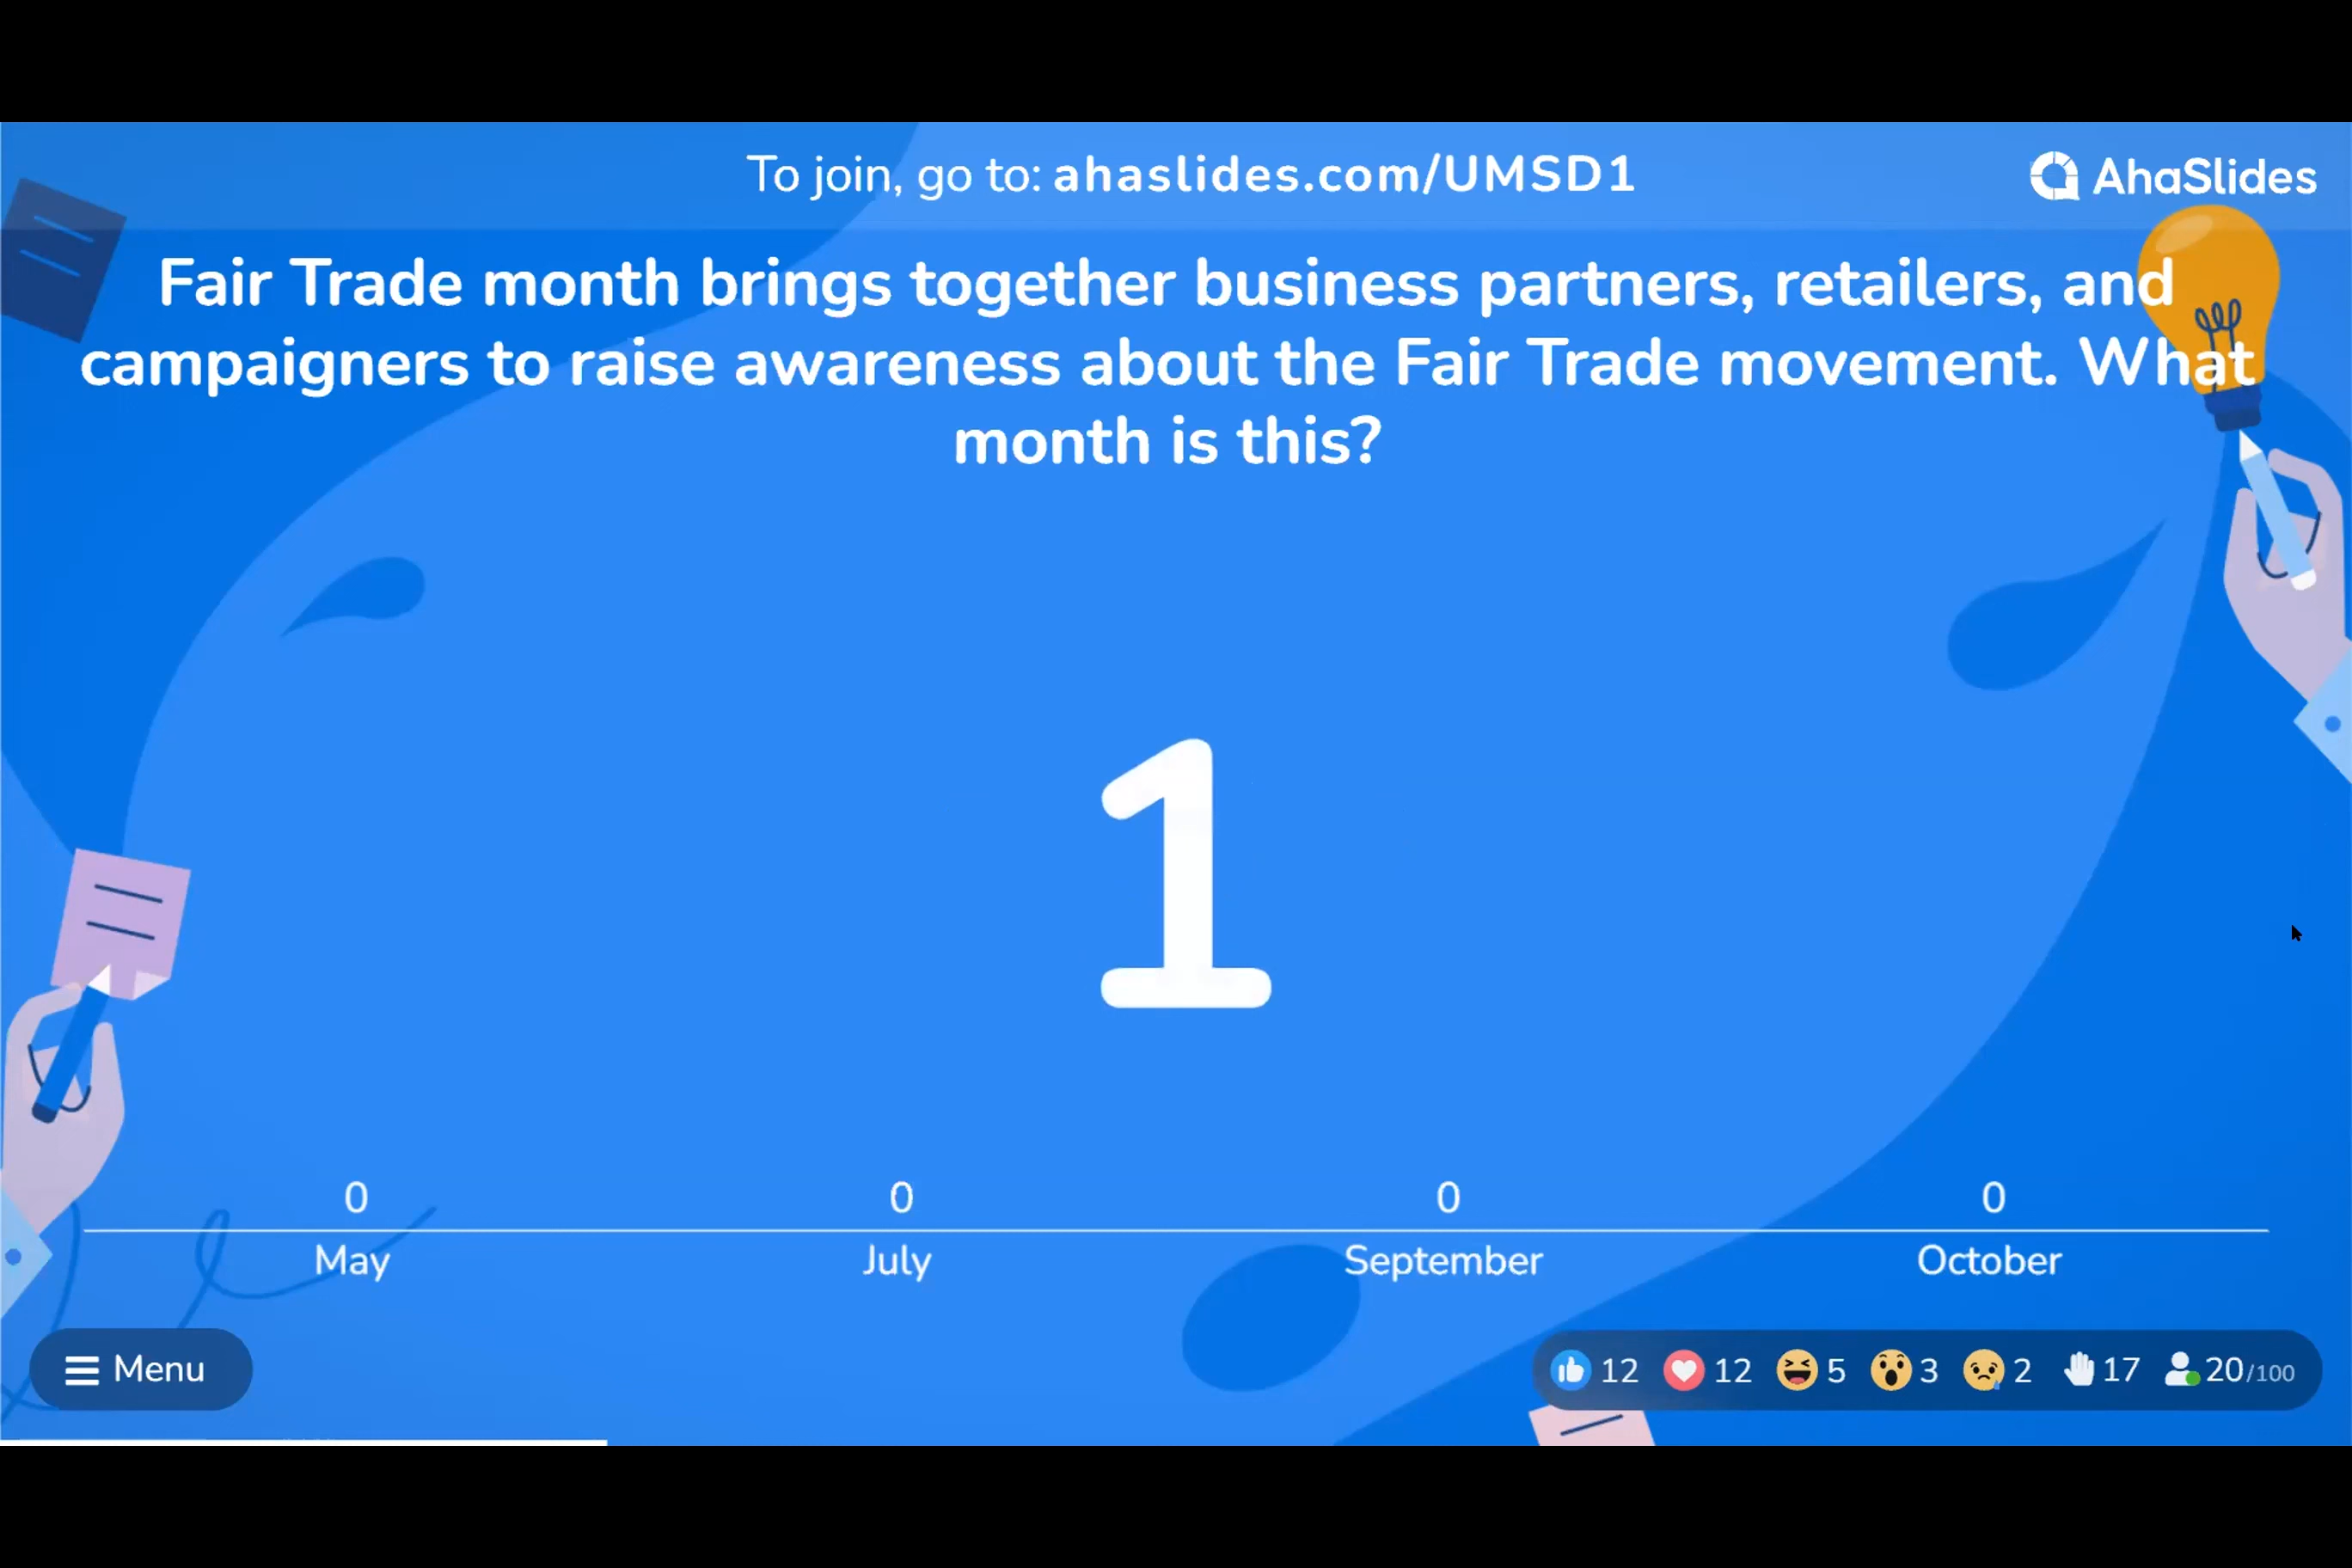 To join, go to: ahaslides.com/UMSD1
AhaSlides
Fair Trade month brings together business partners, retailers, and
campaigners to raise awareness about the Fair Trade movement. What
month is this?
1
0 0 0 0
May July September October
Menu
12 12 5 3 2 17 20/100